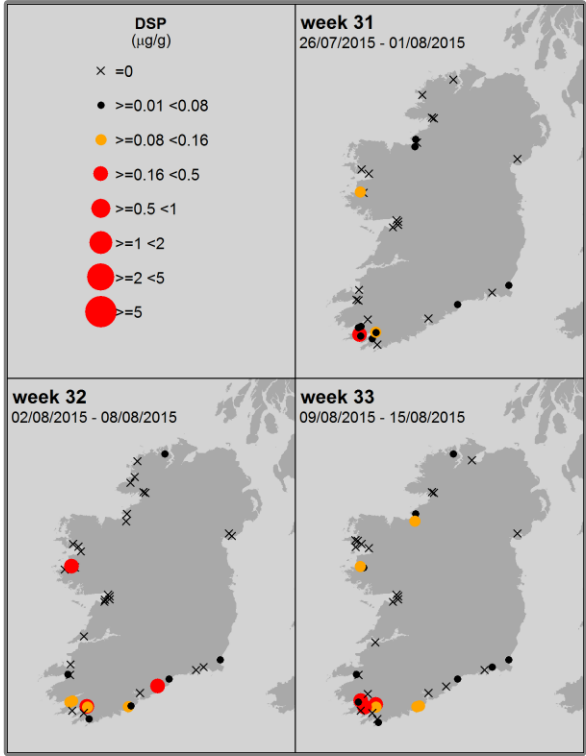 DSP
(µg/g)
=0
>=0.01 <0.08
>=0.08 <0.16
>=0.16 <0.5
>=0.5 <1
>=1 <2
>=2 <5
>=5
week 31
26/07/2015 - 01/08/2015
week 32
02/08/2015 - 08/08/2015
week 33
09/08/2015 - 15/08/2015